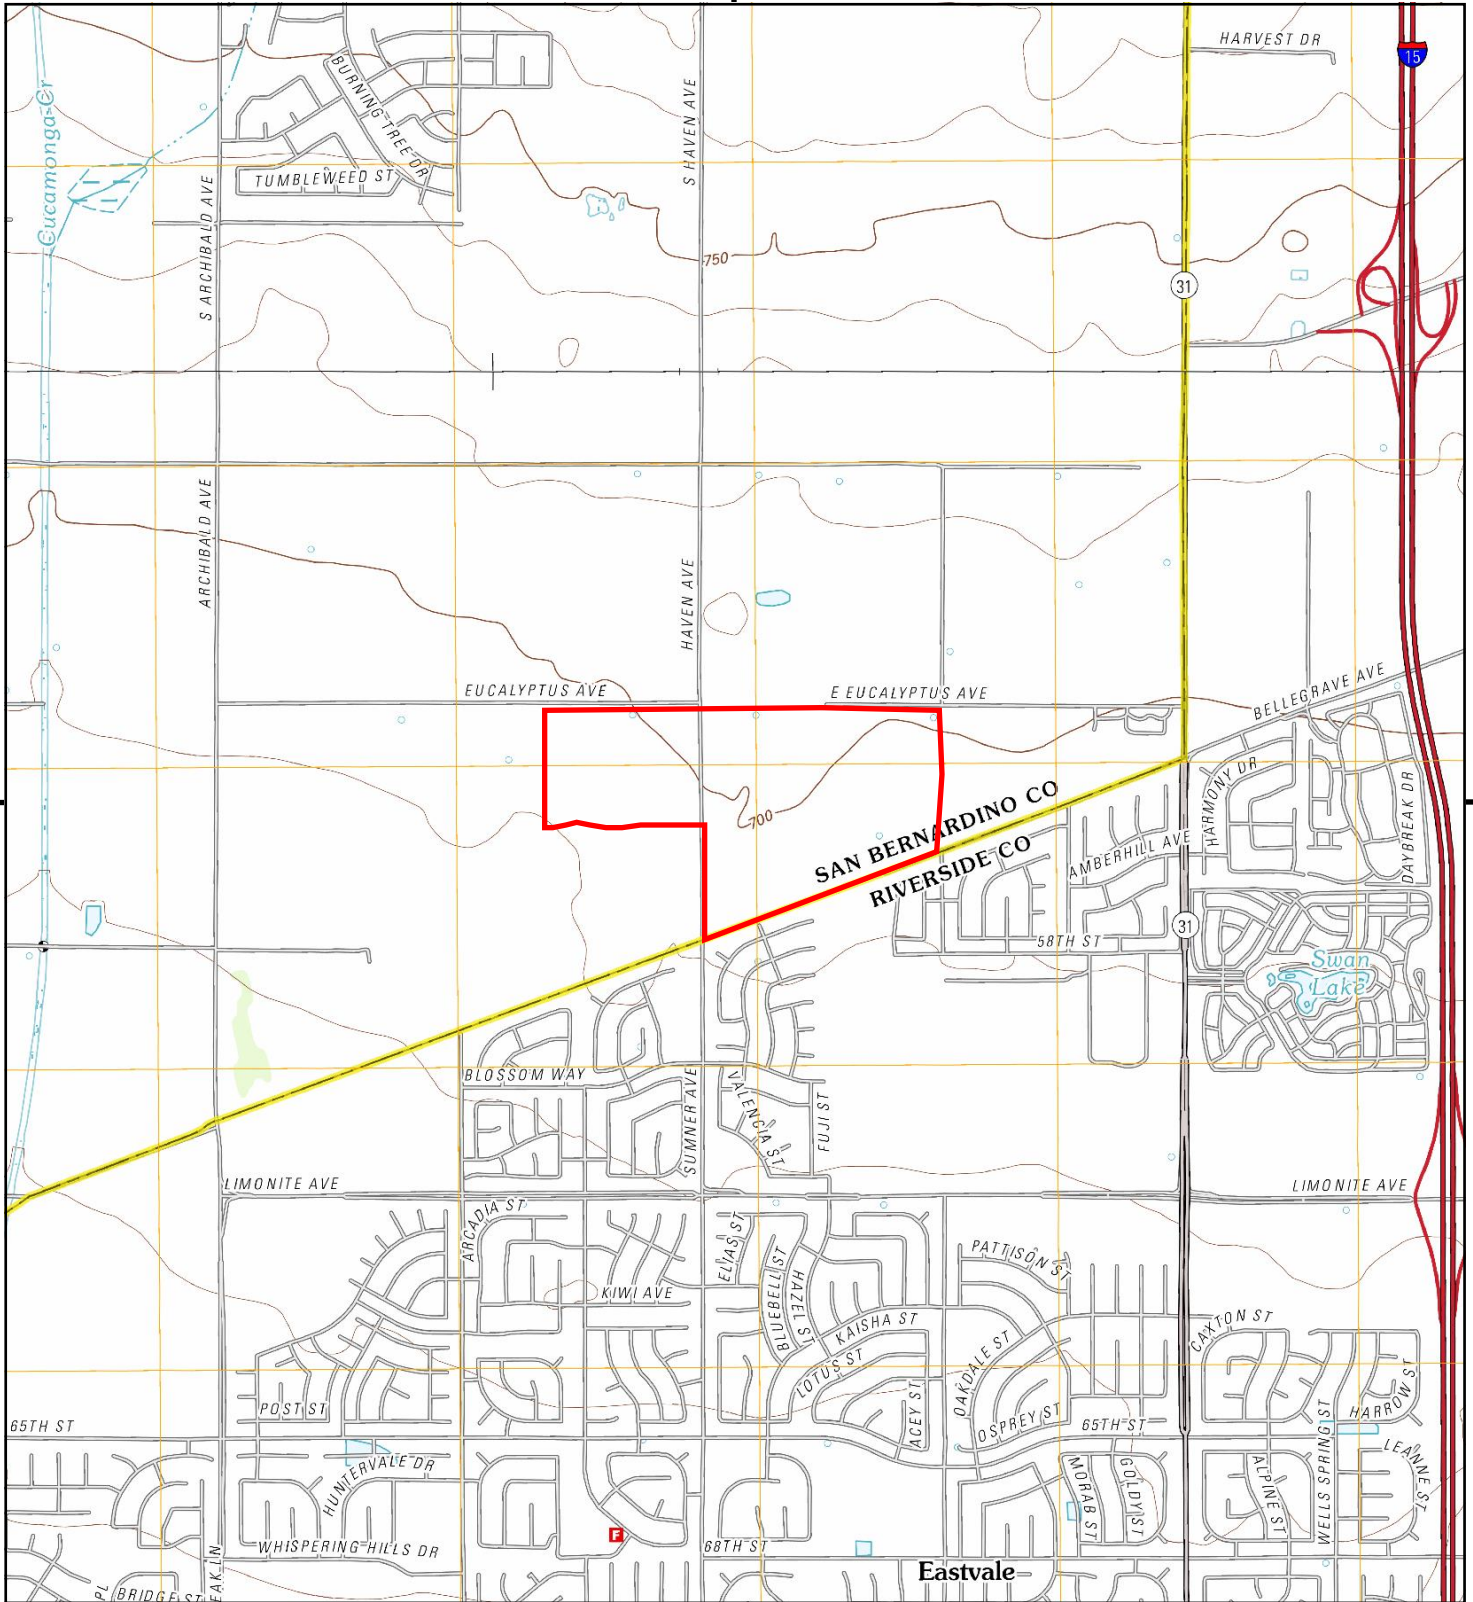 HARVEST DR
15
Cucamonga Cr
BURNING TREE DR
S HAVEN AVE
TUMBLEWEED ST
S ARCHIBALD AVE
750
31
ARCHIBALD AVE
HAVEN AVE
EUCALYPTUS AVE
E EUCALYPTUS AVE
BELLEGRAVE AVE
HARMONY DR
DAYBREAK DR
700
SAN BERNARDINO CO
RIVERSIDE CO
AMBERHILL AVE
31
58TH ST
Swan
Lake
BLOSSOM WAY
SUMNER AVE
VALENCIA ST
FUJI ST
LIMONITE AVE
LIMONITE AVE
ARCADIA ST
ELIAS ST
BLUEBELL ST
HAZEL ST
PATTISON ST
KIWI AVE
KAISHA ST
CAXTON ST
LOTUS ST
OAKDALE ST
ACEY ST
HARROW ST
POST ST
65TH ST
OSPREY ST
65TH ST
WELLS SPRING ST
LEANNE ST
HUNTERVALE DR
MORAB ST
GOLDY ST
ALPINE ST
F
WHISPERING HILLS DR
68TH ST
Eastvale
PL
BRIDGE ST
EAK LN